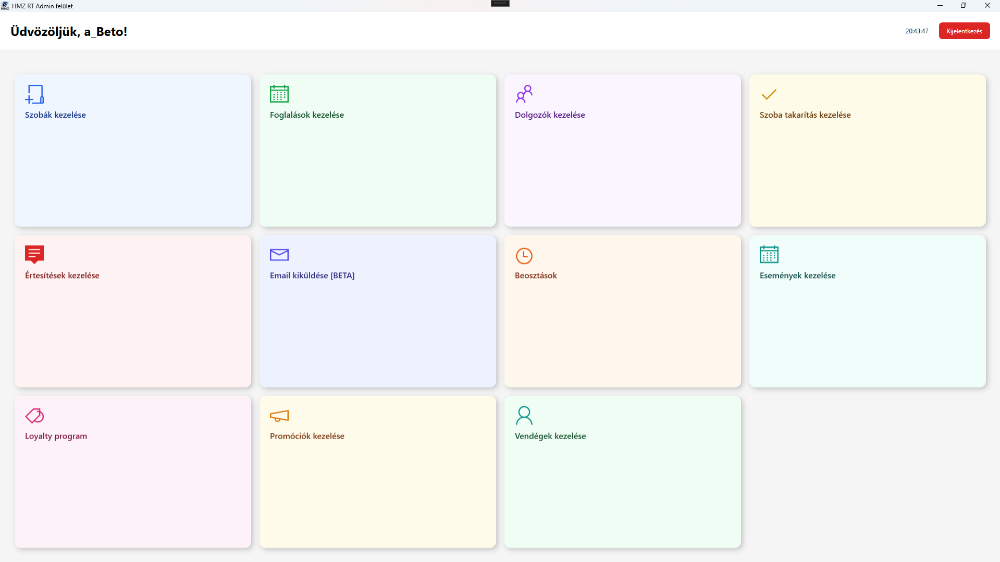 HMZ
HMZ RT Admin felület
Üdvözöljük, a_Beto!
20:43:47
Kijelentkezés
Szobák kezelése
Foglalások kezelése
Dolgozók kezelése
Szoba takarítás kezelése
Értesítések kezelése
Email kiküldése [BETA]
Beosztások
Események kezelése
Loyalty program
Promóciók kezelése
Vendégek kezelése